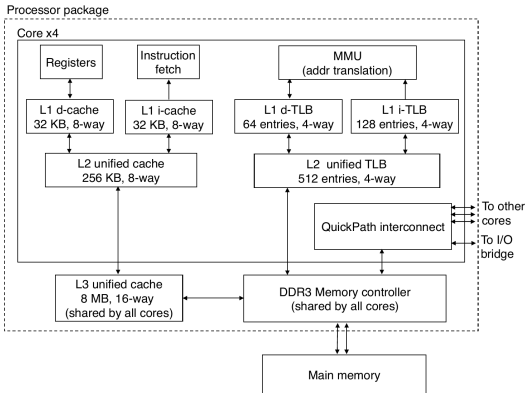 Processor package
Core x4
Registers
Instruction
fetch
MMU
(addr translation)
L1 d-cache
32 KB, 8-way
L1 i-cache
32 KB, 8-way
L1 d-TLB
64 entries, 4-way
L1 i-TLB
128 entries, 4-way
L2 unified cache
256 KB, 8-way
L2 unified TLB
512 entries, 4-way
QuickPath interconnect
To other
cores
To I/O
bridge
L3 unified cache
8 MB, 16-way
(shared by all cores)
DDR3 Memory controller
(shared by all cores)
Main memory